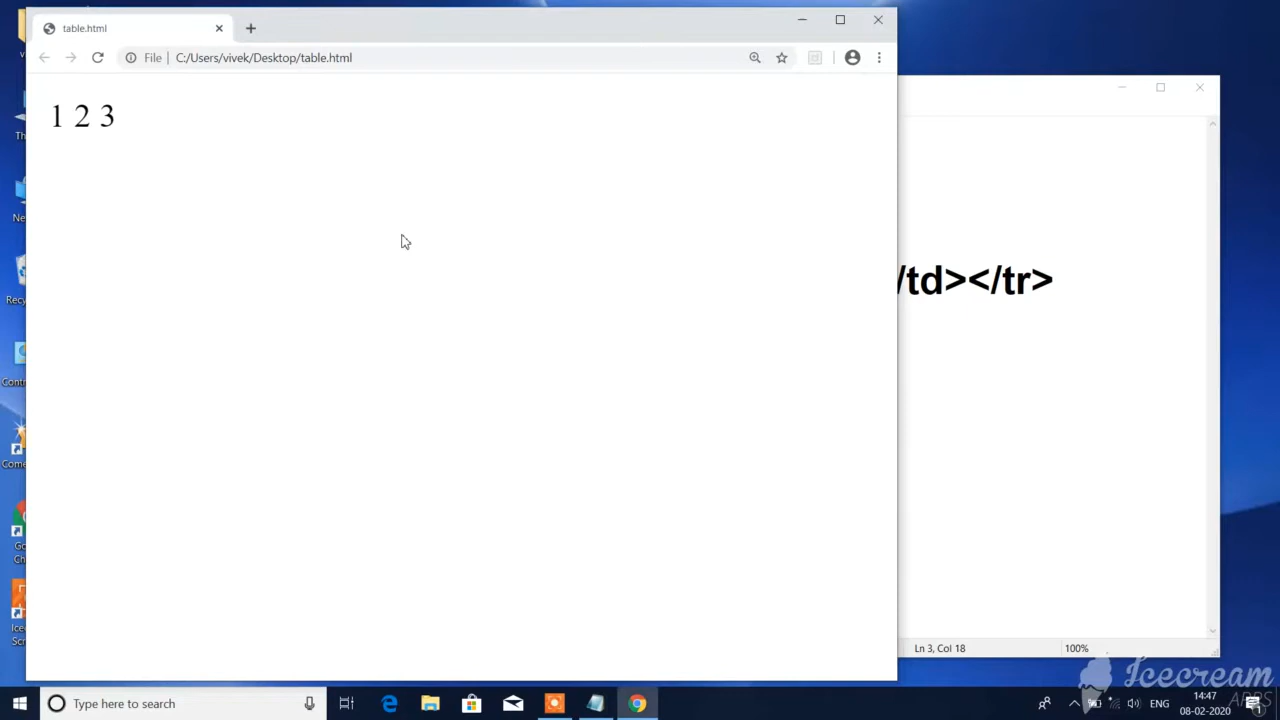 table.html
File C:/Users/vivek/Desktop/table.html
1 2 3
/td></tr>
Ln 3, Col 18
100%
Type here to search
ENG
14:47
08-02-2020
Icecream
APPS